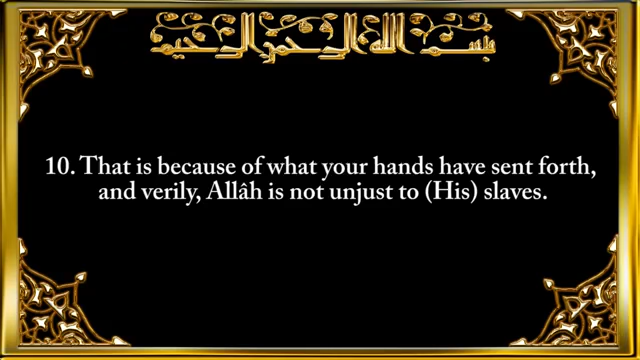 بسم الله الرحمن الرحيم
10. That is because of what your hands have sent forth,
and verily, Allâh is not unjust to (His) slaves.